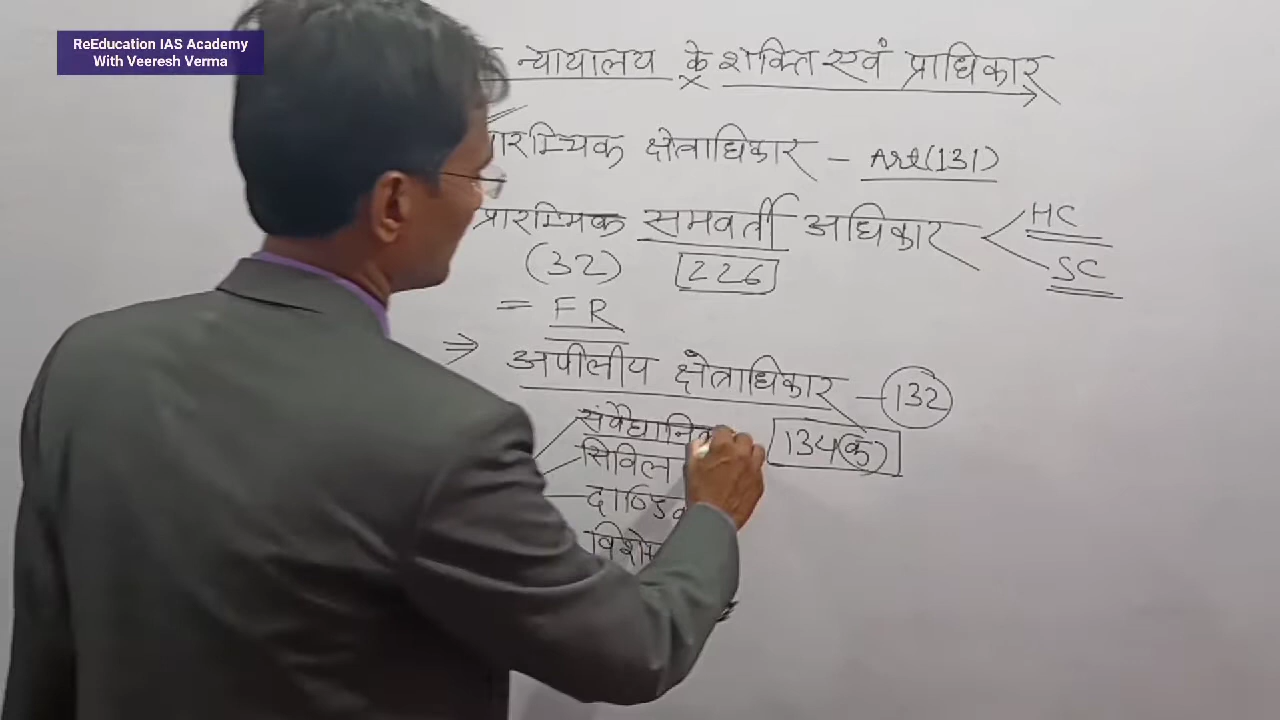 ReEducation IAS Academy
With Veeresh Verma
न्यायालय के शक्ति एवं प्राधिकार
प्रारम्भिक क्षेत्राधिकार - Art(131)
प्रारम्भिक समवर्ती अधिकार HC
(32) 226 SC
= FR
⇒ अपीलीय क्षेत्राधिकार - 132
संवैधानिक 134(क)
सिविल